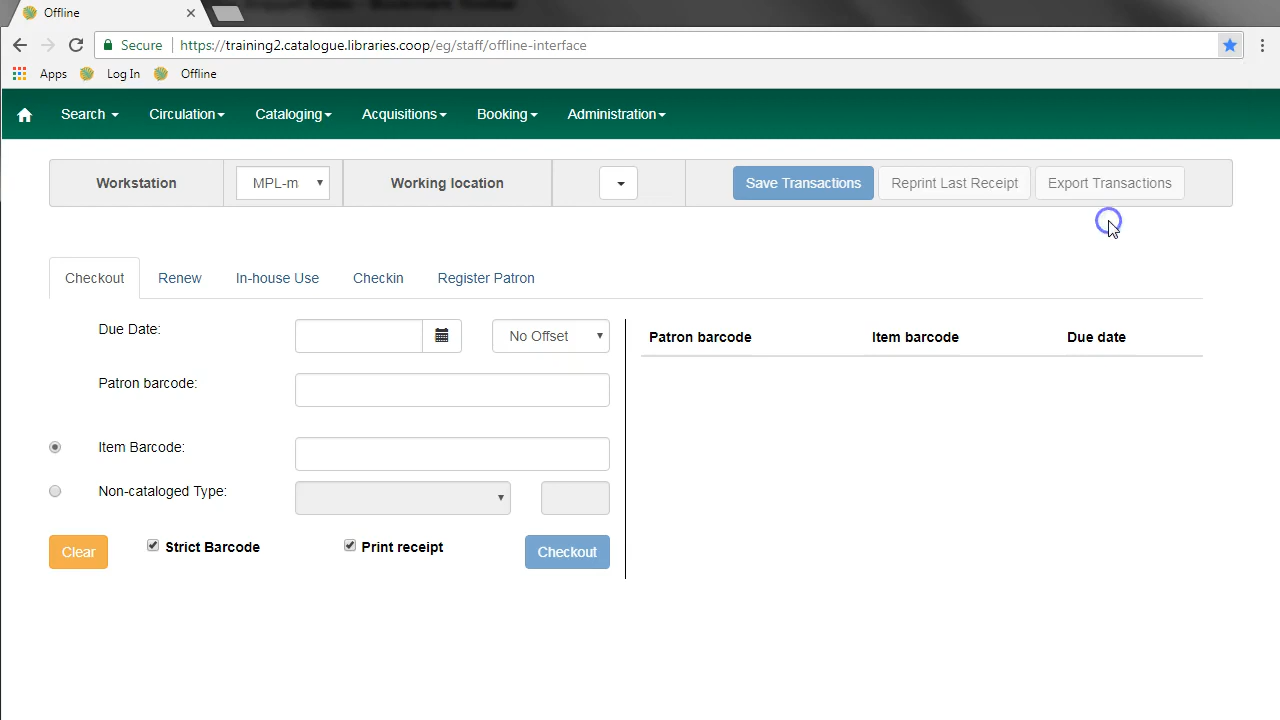 Offline
Secure https://training2.catalogue.libraries.coop/eg/staff/offline-interface
Apps Log In Offline
Search Circulation Cataloging Acquisitions Booking Administration
Workstation MPL-m Working location Save Transactions Reprint Last Receipt Export Transactions
Checkout Renew In-house Use Checkin Register Patron
Due Date: No Offset
Patron barcode:
Item Barcode:
Non-cataloged Type:
Clear Strict Barcode Print receipt Checkout
Patron barcode Item barcode Due date